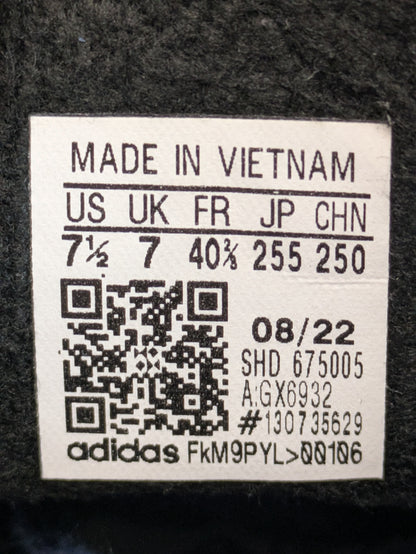 MADE IN VIETNAM
US UK FR JP CHN
7½ 7 40⅔ 255 250
08/22
SHD 675005
A:GX6932
#130735629
adidas FkM9PYL>00106